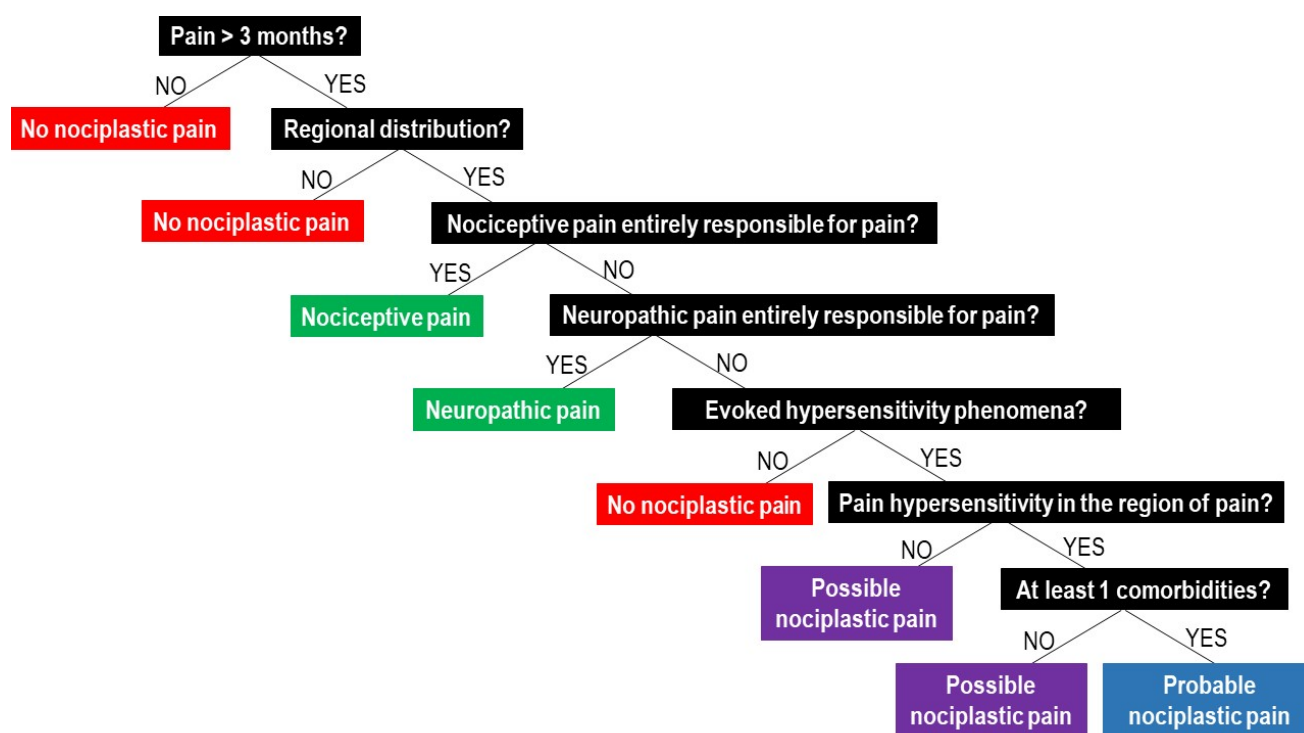 Pain > 3 months?
NO
YES
No nociplastic pain
Regional distribution?
NO
YES
No nociplastic pain
Nociceptive pain entirely responsible for pain?
YES
NO
Nociceptive pain
Neuropathic pain entirely responsible for pain?
YES
NO
Neuropathic pain
Evoked hypersensitivity phenomena?
NO
YES
No nociplastic pain
Pain hypersensitivity in the region of pain?
NO
YES
Possible
nociplastic pain
At least 1 comorbidities?
NO
YES
Possible
nociplastic pain
Probable
nociplastic pain